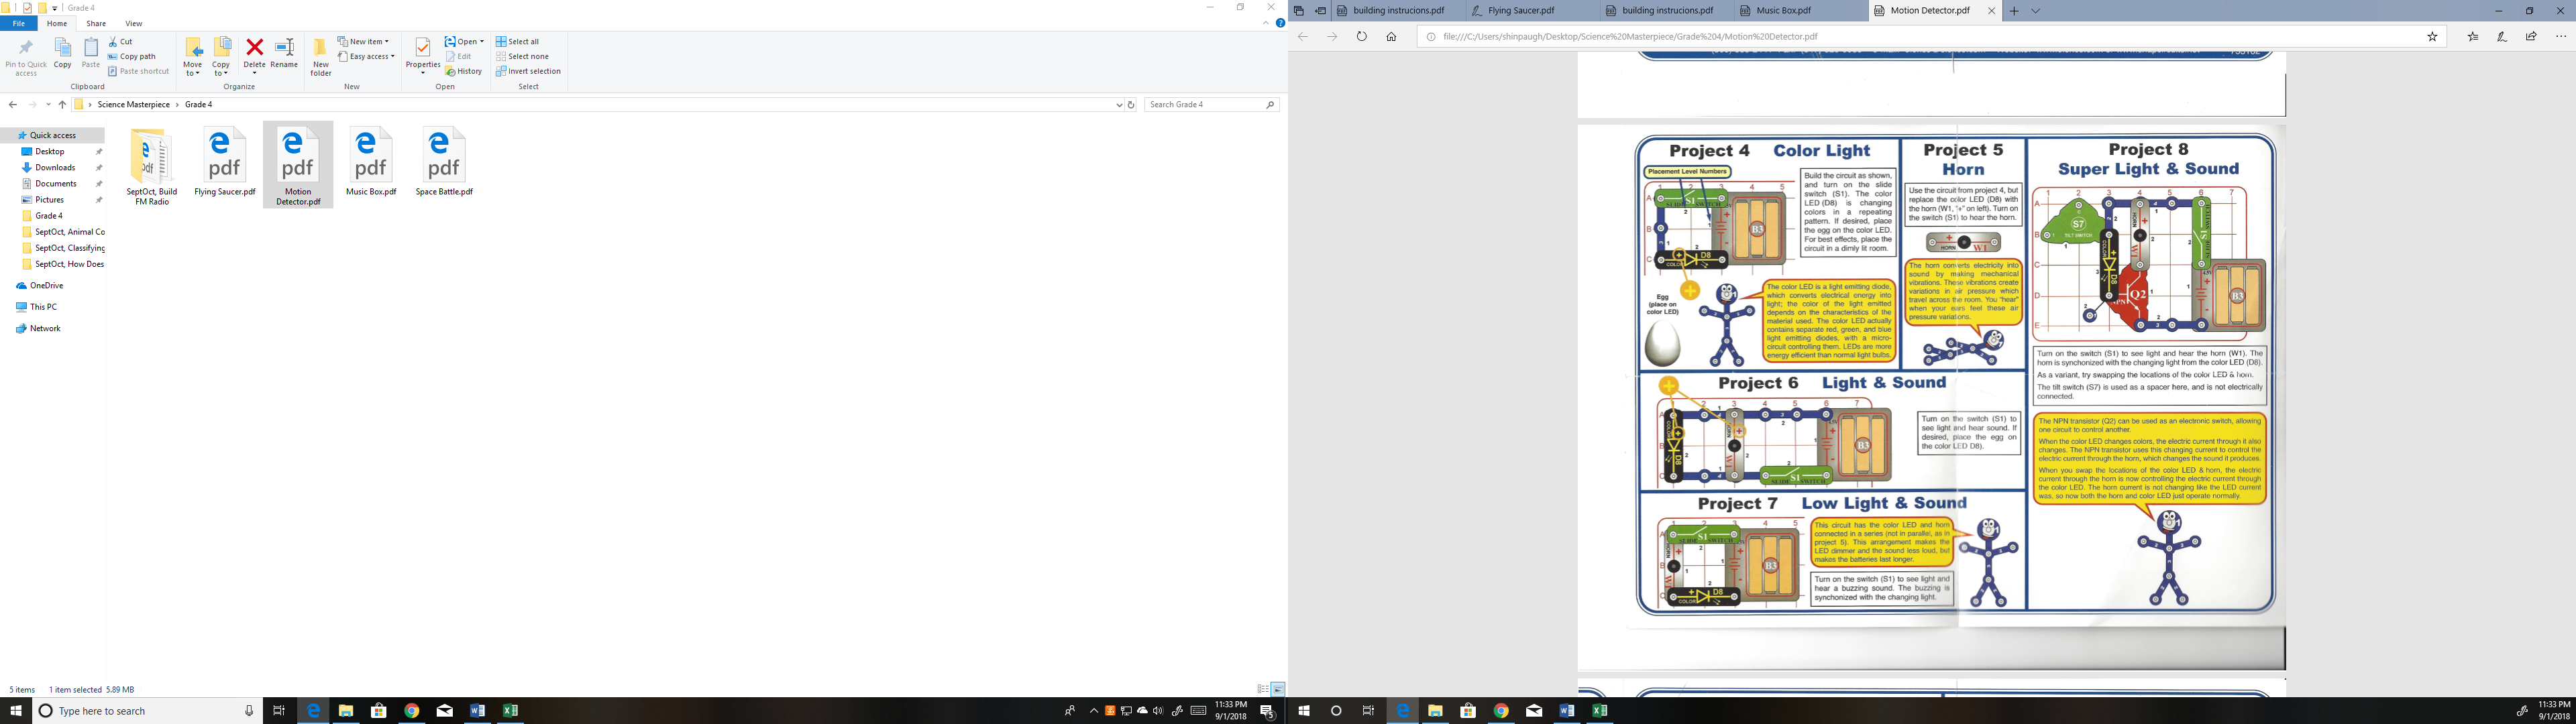 Grade 4
File
Home
Share
View
Pin to Quick access
Copy
Paste
Cut
Copy path
Paste shortcut
Clipboard
Move to
Copy to
Delete
Rename
Organize
New folder
New item
Easy access
New
Properties
Open
Edit
History
Open
Select all
Select none
Invert selection
Select
Science Masterpiece > Grade 4
Search Grade 4
Quick access
Desktop
Downloads
Documents
Pictures
Grade 4
SeptOct, Animal Co
SeptOct, Classifying
SeptOct, How Does
OneDrive
This PC
Network
SeptOct, Build
FM Radio
Flying Saucer.pdf
Motion
Detector.pdf
Music Box.pdf
Space Battle.pdf
5 items 1 item selected 5.89 MB
Type here to search
11:33 PM
9/1/2018
building instrucions.pdf
Flying Saucer.pdf
building instrucions.pdf
Music Box.pdf
Motion Detector.pdf
file:///C:/Users/shinpaugh/Desktop/Science%20Masterpiece/Grade%204/Motion%20Detector.pdf
Project 4 Color Light
Placement Level Numbers
Build the circuit as shown,
and turn on the slide
switch (S1). The color
LED (D8) is changing
colors in a repeating
pattern. If desired, place
the egg on the color LED.
For best effects, place the
circuit in a dimly lit room.
Egg
(place on
color LED)
The color LED is a light emitting diode,
which converts electrical energy into
light; the color of the light emitted
depends on the characteristics of the
material used. The color LED actually
contains separate red, green, and blue
light emitting diodes, with a micro-
circuit controlling them. LEDs are more
energy efficient than normal light bulbs.
Project 5
Horn
Use the circuit from project 4, but
replace the color LED (D8) with
the horn (W1, "+" on left). Turn on
the switch (S1) to hear the horn.
HORN W1
The horn converts electricity into
sound by making mechanical
vibrations. These vibrations create
variations in air pressure which
travel across the room. You "hear"
when your ears feel these air
pressure variations.
Project 6 Light & Sound
Turn on the switch (S1) to
see light and hear sound. If
desired, place the egg on
the color LED D8).
Project 7 Low Light & Sound
This circuit has the color LED and horn
connected in a series (not in parallel, as in
project 5). This arrangement makes the
LED dimmer and the sound less loud, but
makes the batteries last longer.
Turn on the switch (S1) to see light and
hear a buzzing sound. The buzzing is
synchonized with the changing light.
Project 8
Super Light & Sound
S7
TILT SWITCH
Q2
NPN
B3
Turn on the switch (S1) to see light and hear the horn (W1). The
horn is synchonized with the changing light from the color LED (D8).
As a variant, try swapping the locations of the color LED & horn.
The tilt switch (S7) is used as a spacer here, and is not electrically
connected.
The NPN transistor (Q2) can be used as an electronic switch, allowing
one circuit to control another.
When the color LED changes colors, the electric current through it also
changes. The NPN transistor uses this changing current to control the
electric current through the horn, which changes the sound it produces.
When you swap the locations of the color LED & horn, the electric
current through the horn is now controlling the electric current through
the color LED. The horn current is not changing like the LED current
was, so now both the horn and color LED just operate normally.
11:33 PM
9/1/2018